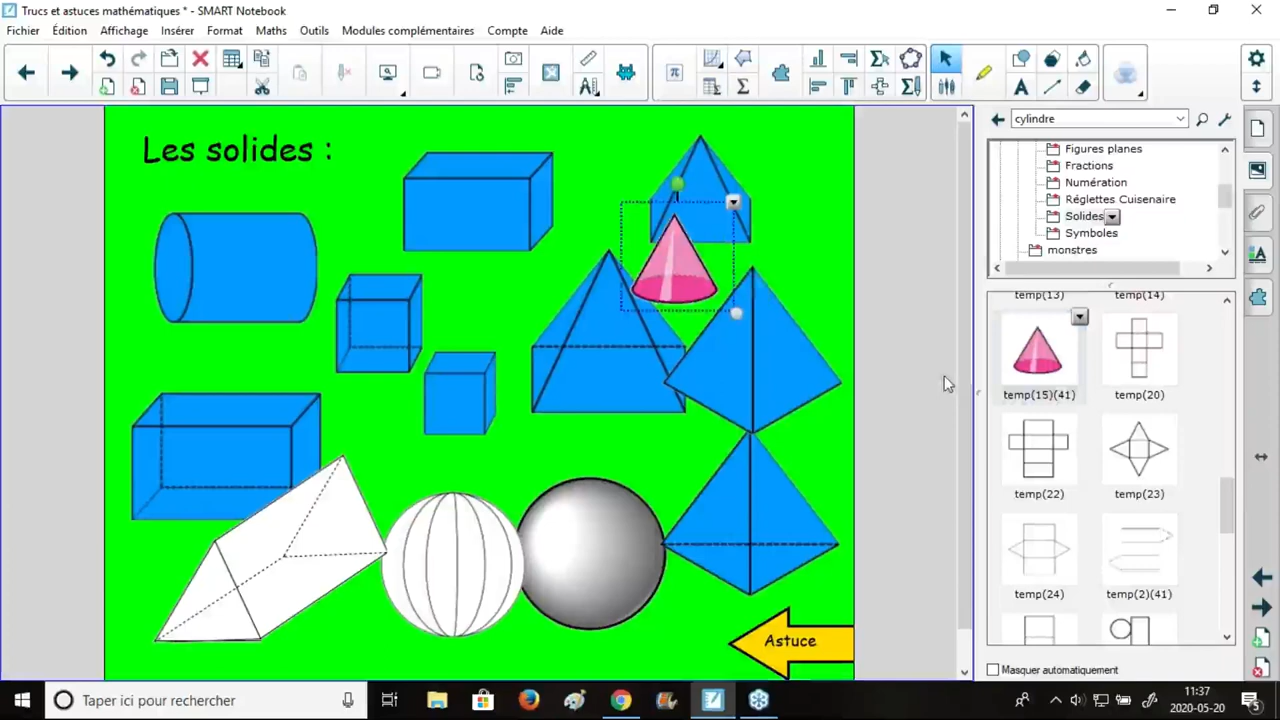 Trucs et astuces mathématiques * - SMART Notebook
Fichier Édition Affichage Insérer Format Maths Outils Modules complémentaires Compte Aide
cylindre
Figures planes
Fractions
Numération
Réglettes Cuisenaire
Solides
Symboles
monstres
Les solides :
temp(13) temp(14)
temp(15)(41) temp(20)
temp(22) temp(23)
temp(24) temp(2)(41)
Astuce
Masquer automatiquement
Taper ici pour rechercher
11:37
2020-05-20
5